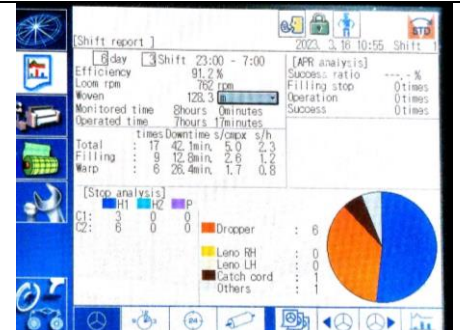 [Shift report ]
2023. 3.16 10:55 Shift 1
STD
6 day 3 Shift 23:00 - 7:00
Efficiency 91.2%
Loom rpm 762 rpm
Woven 128.3 m
Monitored time 8hours 0minutes
Operated time 7hours 17minutes
[APR analysis]
Success ratio ---.- %
Filling stop 0times
Operation 0times
Success 0times
times Downtime s/cmpx s/h
Total : 17 42.1min. 5.0 2.3
Filling : 9 12.8min. 2.6 1.2
Warp : 6 26.4min. 1.7 0.8
[Stop analysis]
H1 H2 P
C1: 3 0 0
C2: 6 0 0
Dropper : 6
Leno RH : 0
Leno LH : 0
Catch cord : 1
Others : 1
24